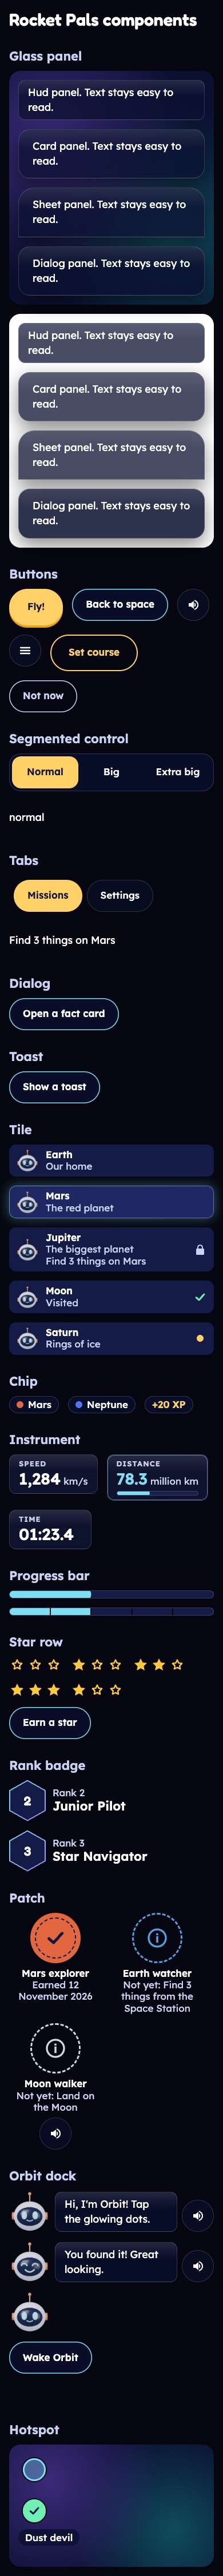 Rocket Pals components
Glass panel
Hud panel. Text stays easy to
read.
Card panel. Text stays easy to
read.
Sheet panel. Text stays easy to
read.
Dialog panel. Text stays easy to
read.
Hud panel. Text stays easy to
read.
Card panel. Text stays easy to
read.
Sheet panel. Text stays easy to
read.
Dialog panel. Text stays easy to
read.
Buttons
Fly!
Back to space
Set course
Not now
Segmented control
Normal Big Extra big
normal
Tabs
Missions Settings
Find 3 things on Mars
Dialog
Open a fact card
Toast
Show a toast
Tile
Earth
Our home
Mars
The red planet
Jupiter
The biggest planet
Find 3 things on Mars
Moon
Visited
Saturn
Rings of ice
Chip
Mars Neptune +20 XP
Instrument
SPEED
1,284 km/s
DISTANCE
78.3 million km
TIME
01:23.4
Progress bar
Star row
Earn a star
Rank badge
2
Rank 2
Junior Pilot
3
Rank 3
Star Navigator
Patch
Mars explorer
Earned 12
November 2026
Earth watcher
Not yet: Find 3
things from the
Space Station
Moon walker
Not yet: Land on
the Moon
Orbit dock
Hi, I'm Orbit! Tap
the glowing dots.
You found it! Great
looking.
Wake Orbit
Hotspot
Dust devil